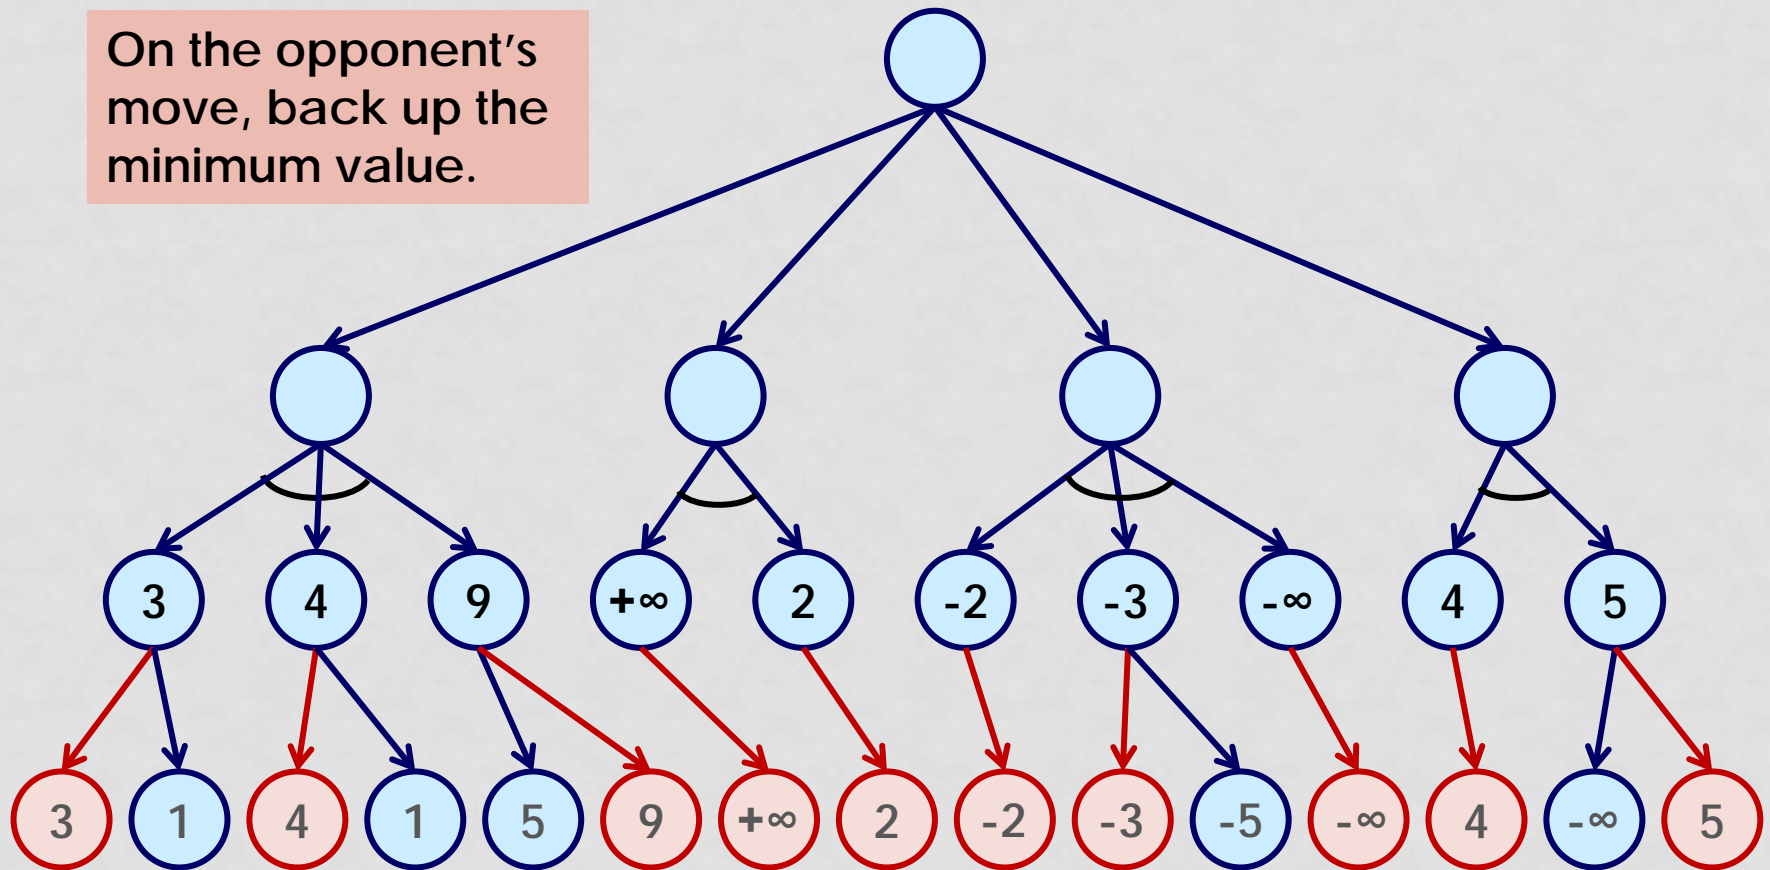 On the opponent's
move, back up the
minimum value.
3 4 9 +∞ 2 -2 -3 -∞ 4 5
3 1 4 1 5 9 +∞ 2 -2 -3 -5 -∞ 4 -∞ 5